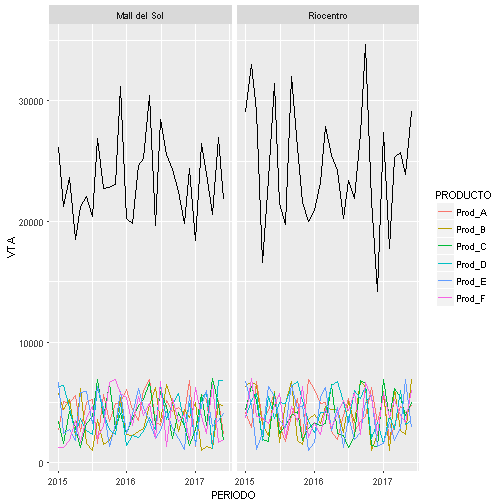 Mall del Sol
Riocentro
VTA
30000
20000
10000
0
2015
2016
2017
2015
2016
2017
PERIODO
PRODUCTO
Prod_A
Prod_B
Prod_C
Prod_D
Prod_E
Prod_F